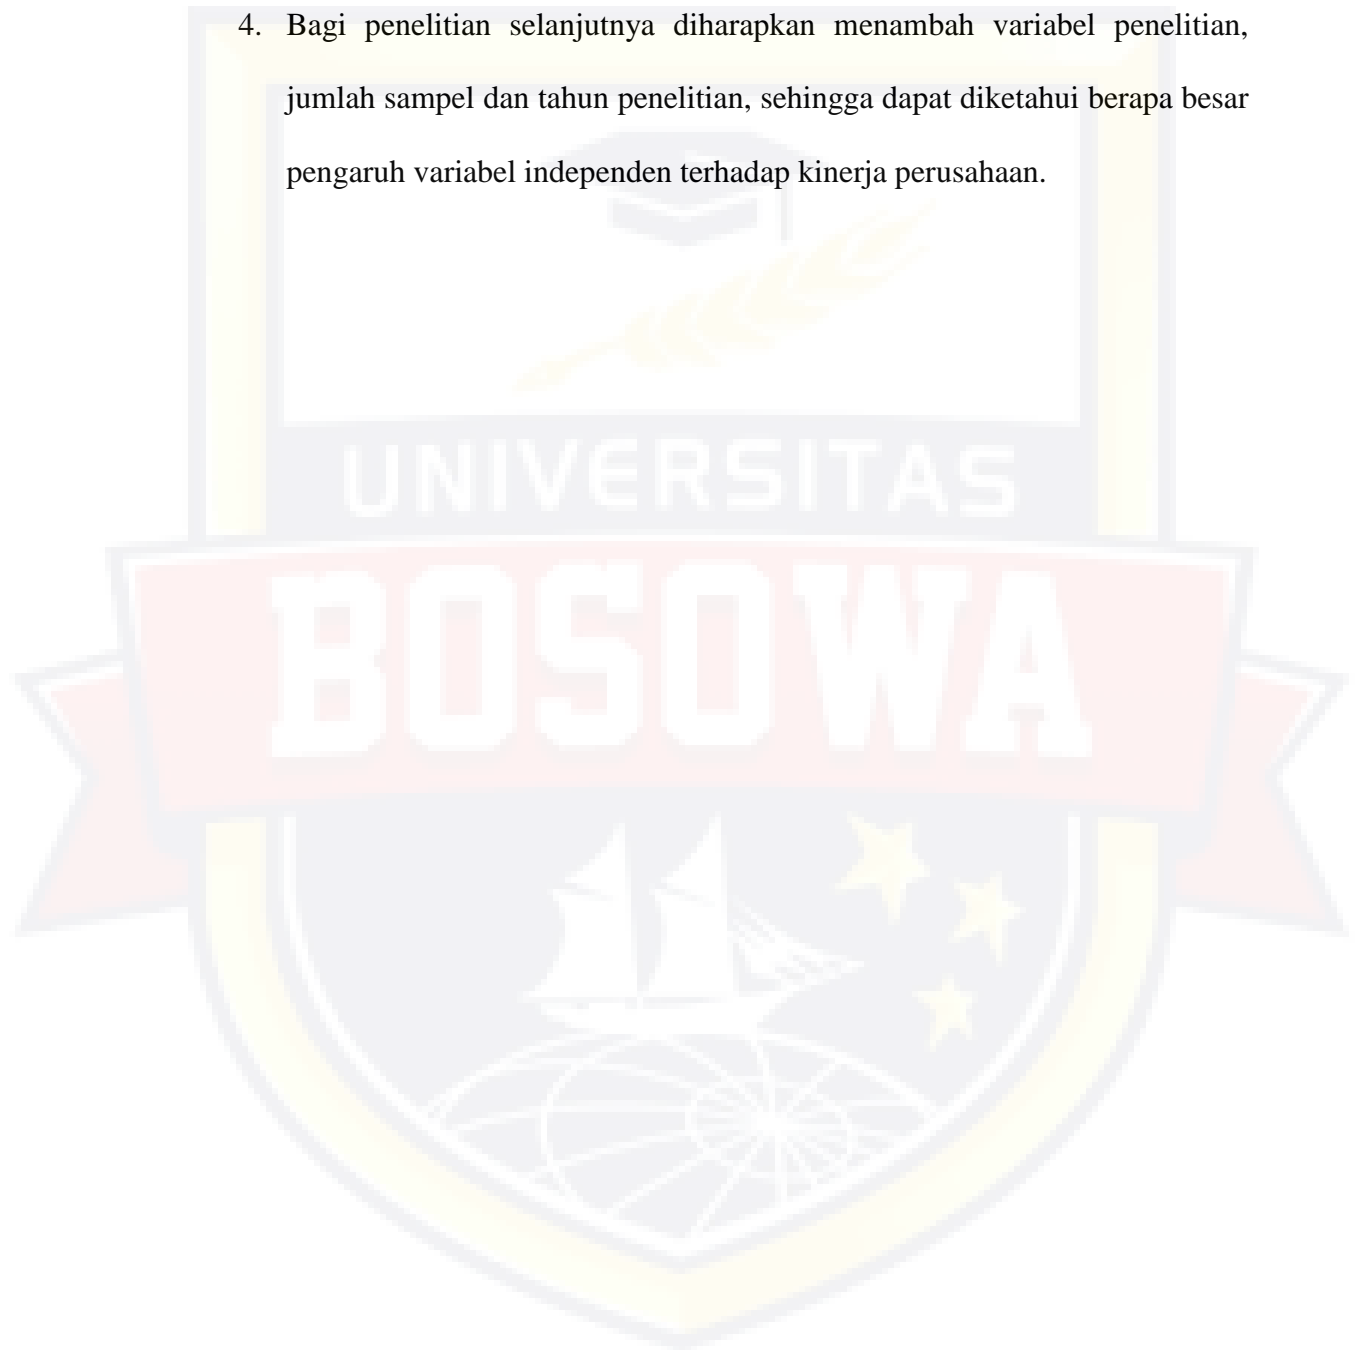 4. Bagi penelitian selanjutnya diharapkan menambah variabel penelitian,
jumlah sampel dan tahun penelitian, sehingga dapat diketahui berapa besar
pengaruh variabel independen terhadap kinerja perusahaan.
UNIVERSITAS
BOSOWA